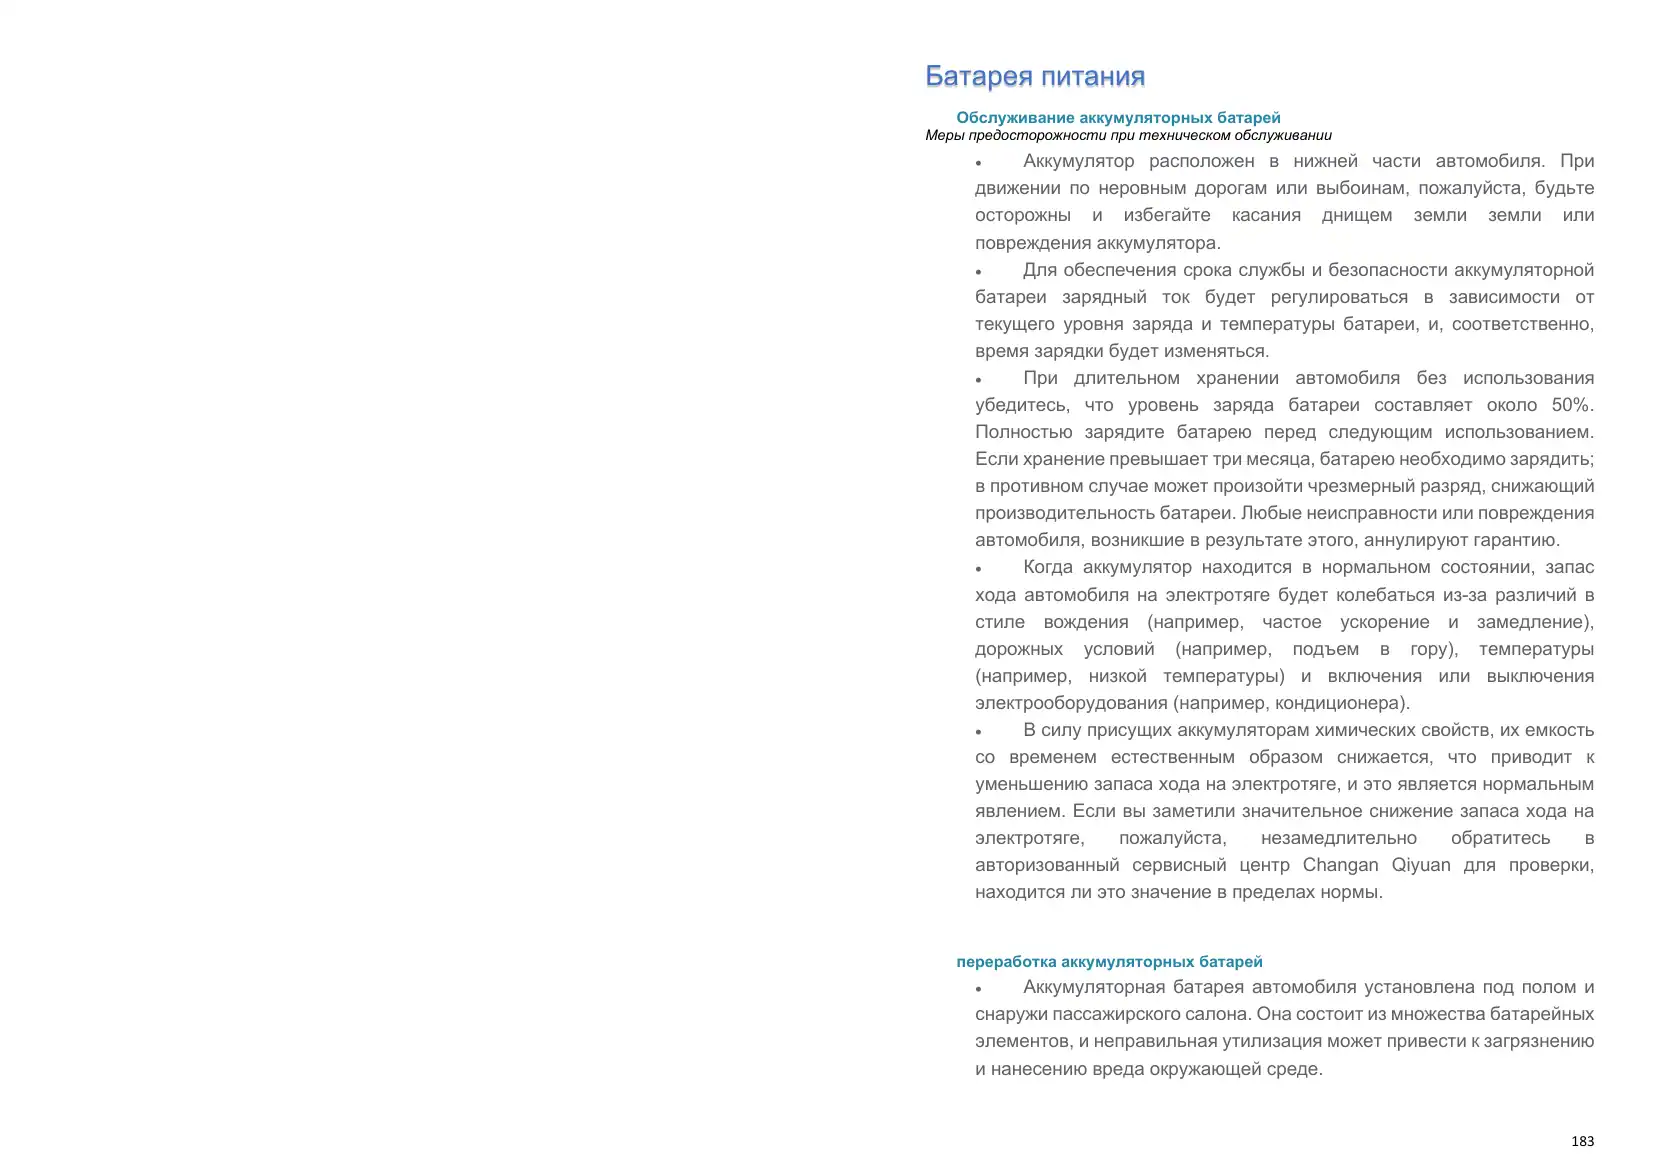 Батарея питания
Обслуживание аккумуляторных батарей
Меры предосторожности при техническом обслуживании
• Аккумулятор расположен в нижней части автомобиля. При
движении по неровным дорогам или выбоинам, пожалуйста, будьте
осторожны и избегайте касания днищем земли земли или
повреждения аккумулятора.
• Для обеспечения срока службы и безопасности аккумуляторной
батареи зарядный ток будет регулироваться в зависимости от
текущего уровня заряда и температуры батареи, и, соответственно,
время зарядки будет изменяться.
• При длительном хранении автомобиля без использования
убедитесь, что уровень заряда батареи составляет около 50%.
Полностью зарядите батарею перед следующим использованием.
Если хранение превышает три месяца, батарею необходимо зарядить;
в противном случае может произойти чрезмерный разряд, снижающий
производительность батареи. Любые неисправности или повреждения
автомобиля, возникшие в результате этого, аннулируют гарантию.
• Когда аккумулятор находится в нормальном состоянии, запас
хода автомобиля на электротяге будет колебаться из-за различий в
стиле вождения (например, частое ускорение и замедление),
дорожных условий (например, подъем в гору), температуры
(например, низкой температуры) и включения или выключения
электрооборудования (например, кондиционера).
• В силу присущих аккумуляторам химических свойств, их емкость
со временем естественным образом снижается, что приводит к
уменьшению запаса хода на электротяге, и это является нормальным
явлением. Если вы заметили значительное снижение запаса хода на
электротяге, пожалуйста, незамедлительно обратитесь в
авторизованный сервисный центр Changan Qiyuan для проверки,
находится ли это значение в пределах нормы.
переработка аккумуляторных батарей
• Аккумуляторная батарея автомобиля установлена под полом и
снаружи пассажирского салона. Она состоит из множества батарейных
элементов, и неправильная утилизация может привести к загрязнению
и нанесению вреда окружающей среде.
183